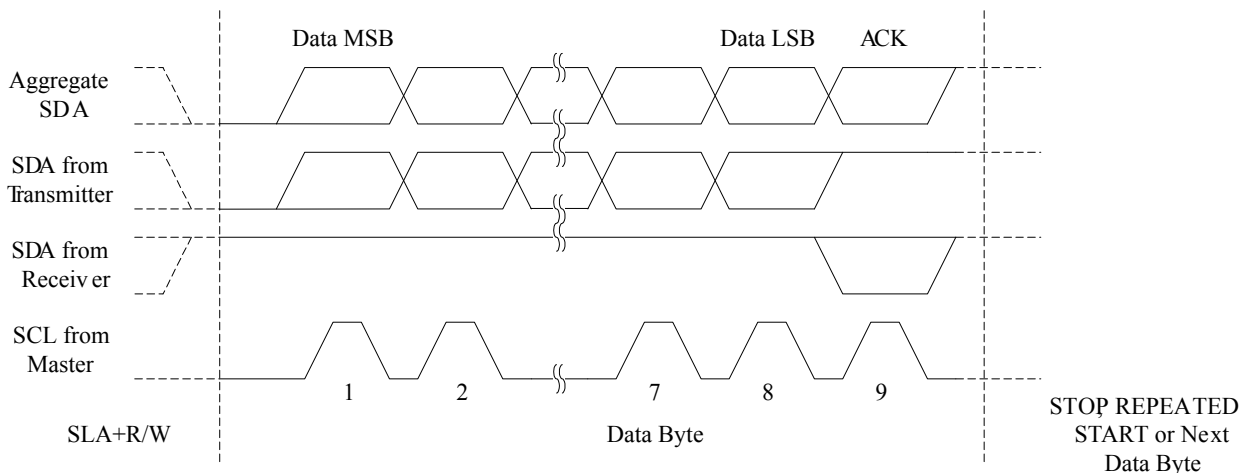 Data MSB
Data LSB
ACK
Aggregate
SDA
SDA from
Transmitter
SDA from
Receiver
SCL from
Master
1
2
7
8
9
SLA+R/W
Data Byte
STOP, REPEATED
START or Next
Data Byte